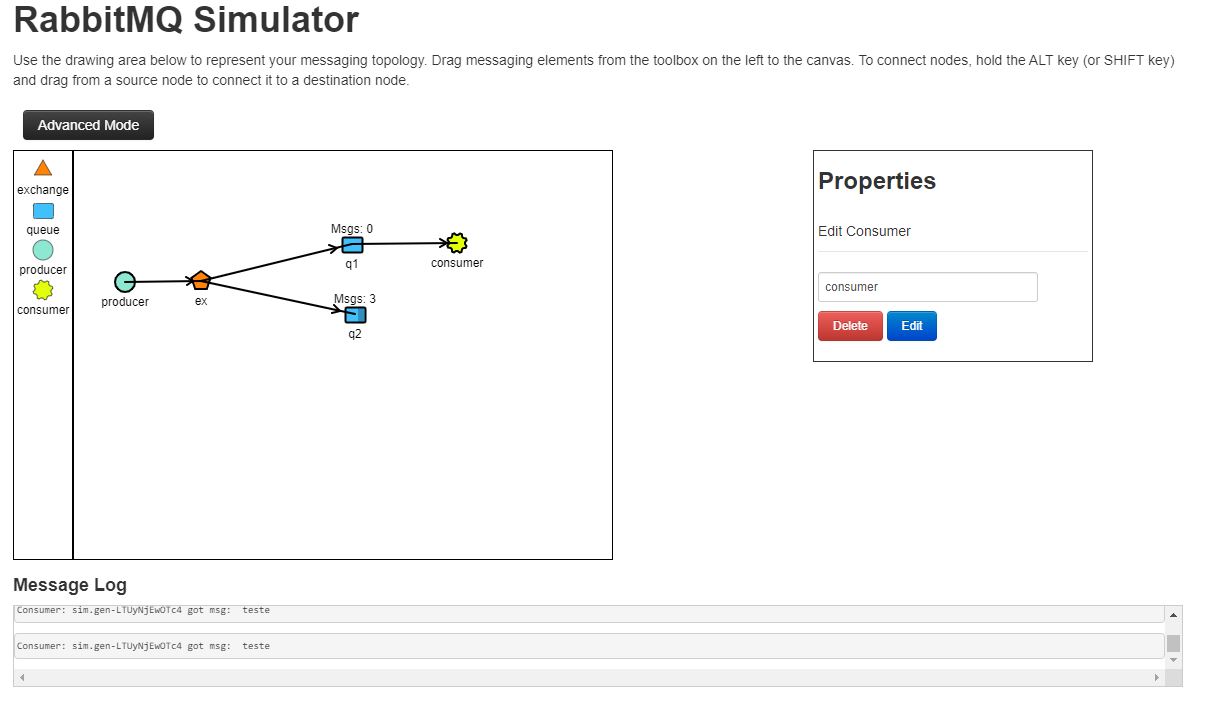 RabbitMQ Simulator
Use the drawing area below to represent your messaging topology. Drag messaging elements from the toolbox on the left to the canvas. To connect nodes, hold the ALT key (or SHIFT key)
and drag from a source node to connect it to a destination node.
Advanced Mode
exchange
queue
producer
consumer
producer
ex
Msgs: 0
q1
consumer
Msgs: 3
q2
Properties
Edit Consumer
consumer
Delete
Edit
Message Log
Consumer: sim.gen-LTUyNjEwOTc4 got msg: teste
Consumer: sim.gen-LTUyNjEwOTc4 got msg: teste